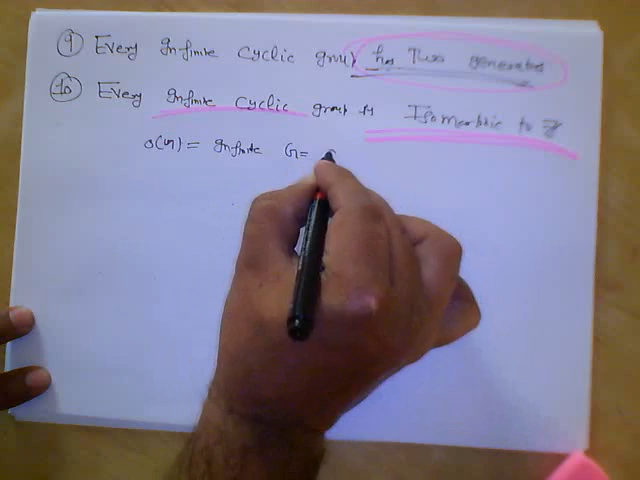 9) Every Infinite Cyclic group has Two generators
10) Every Infinite Cyclic group is Isomorphic to Z
O(G) = Infinite G =